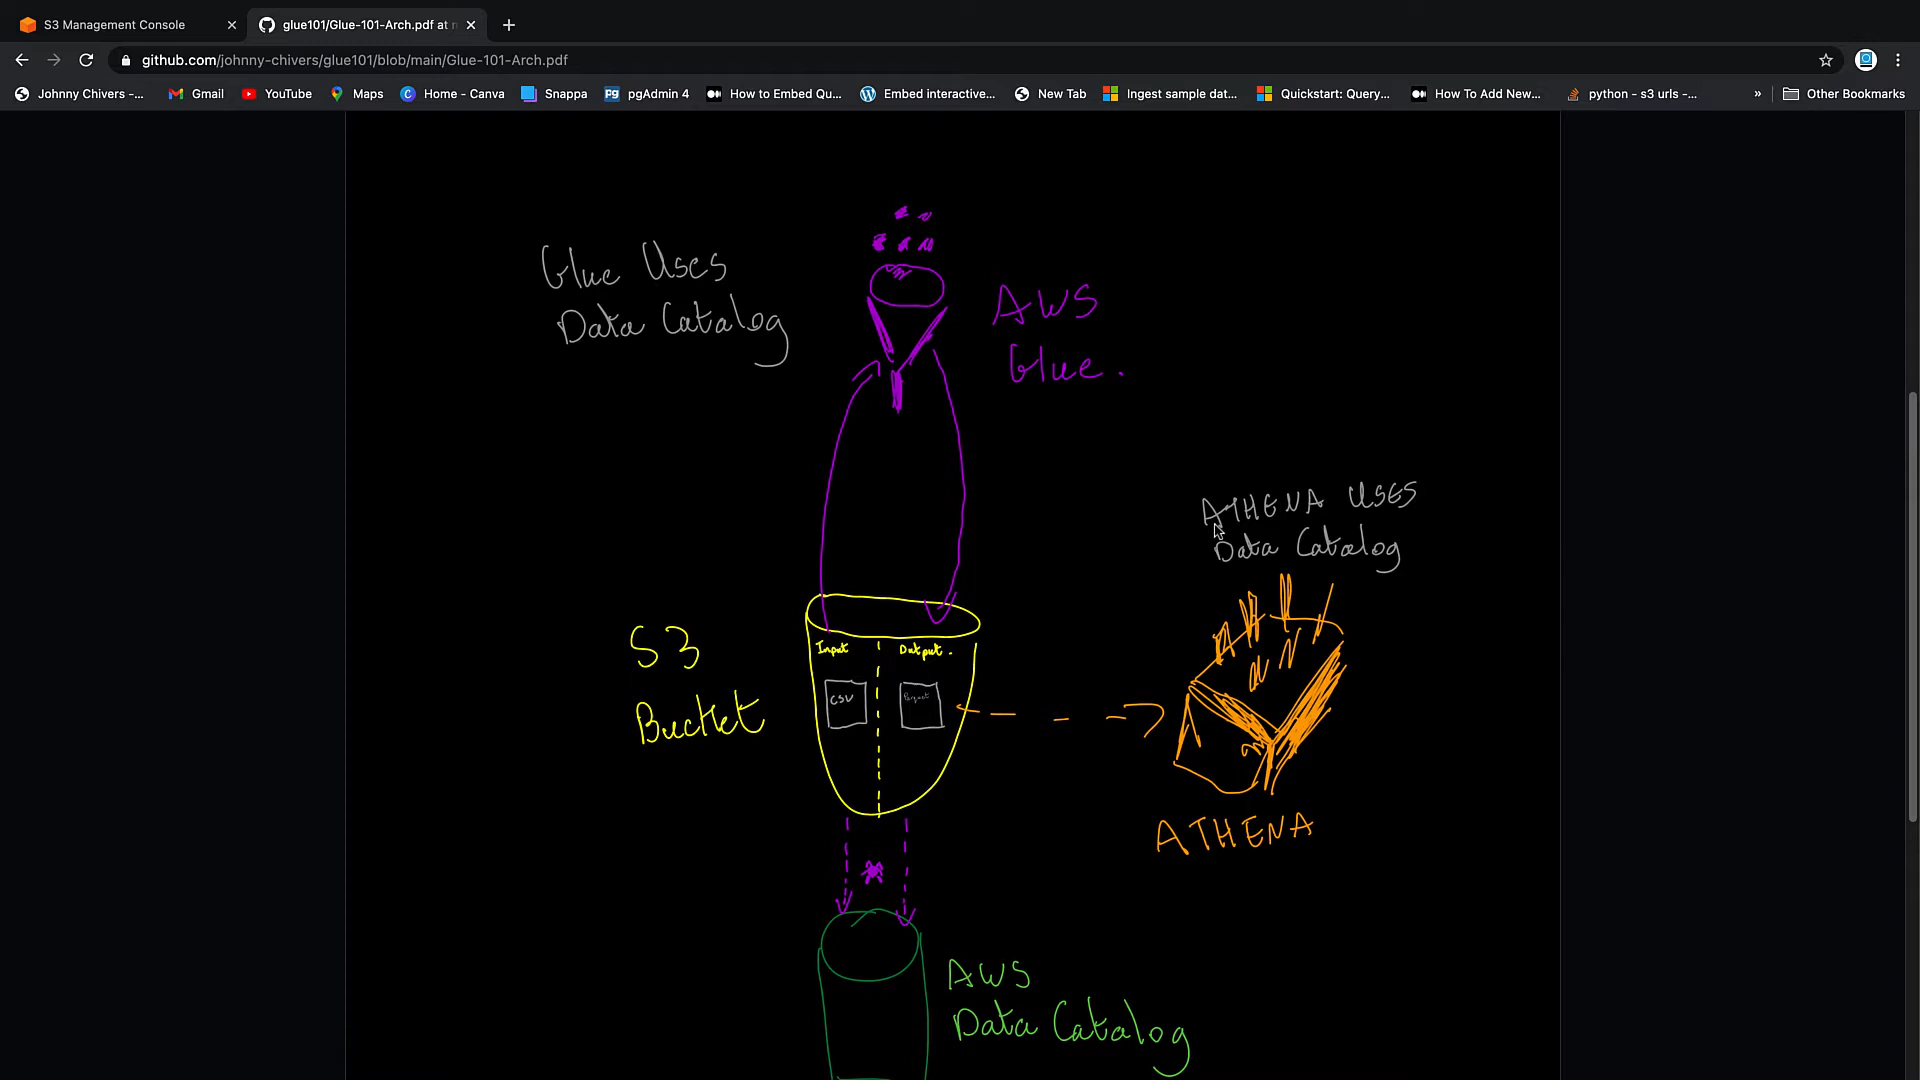 S3 Management Console
glue101/Glue-101-Arch.pdf at
github.com/johnny-chivers/glue101/blob/main/Glue-101-Arch.pdf
Johnny Chivers –...
Gmail
YouTube
Maps
Home - Canva
Snappa
pgAdmin 4
How to Embed Qu...
Embed interactive...
New Tab
Ingest sample dat...
Quickstart: Query...
How To Add New...
python - s3 urls -...
» Other Bookmarks
Glue Uses
Data Catalog
AWS
Glue.
ATHENA USES
Data Catalog
S3
Bucket
Input
Output.
CSV
Parquet
ATHENA
AWS
Data Catalog